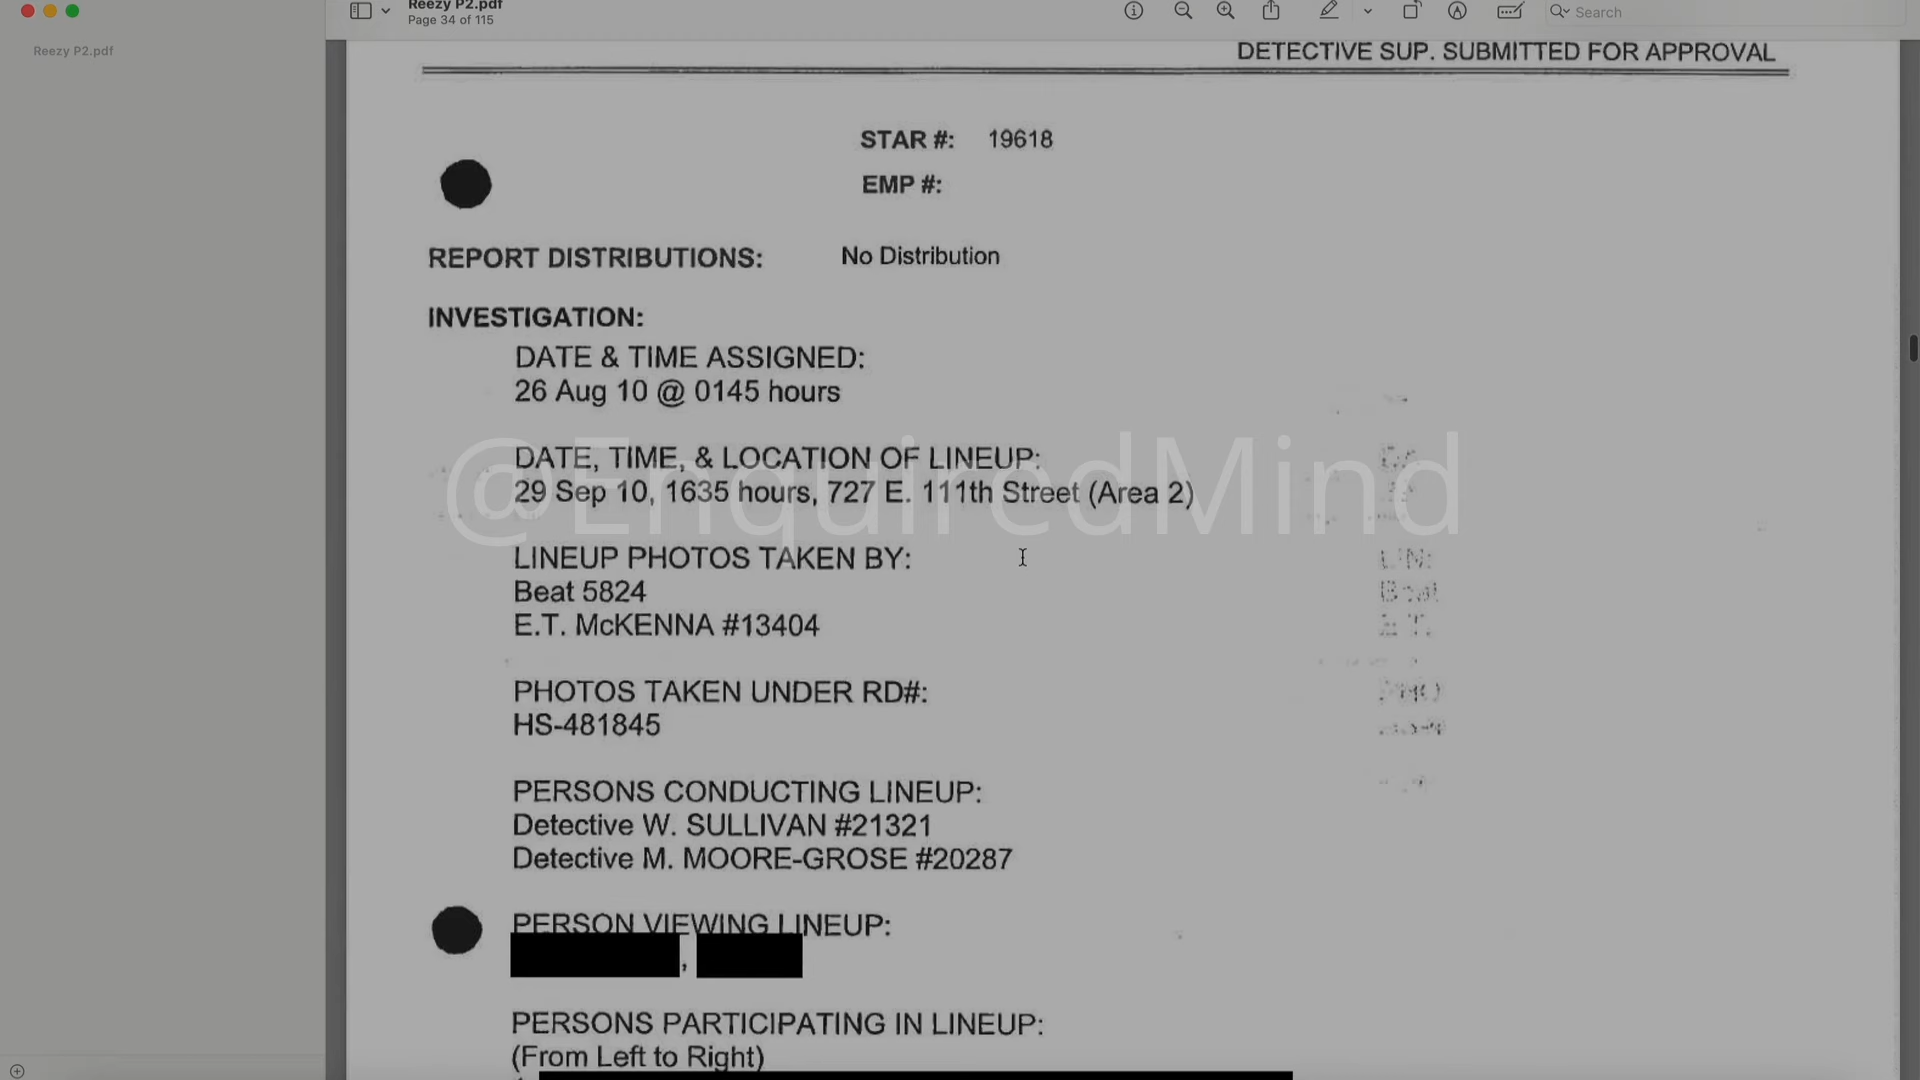 Reezy P2.pdf
Page 34 of 115
Search
Reezy P2.pdf
DETECTIVE SUP. SUBMITTED FOR APPROVAL
STAR #: 19618
EMP #:
REPORT DISTRIBUTIONS: No Distribution
INVESTIGATION:
DATE & TIME ASSIGNED:
26 Aug 10 @ 0145 hours
@EnquiredMind
DATE, TIME, & LOCATION OF LINEUP:
29 Sep 10, 1635 hours, 727 E. 111th Street (Area 2)
LINEUP PHOTOS TAKEN BY:
Beat 5824
E.T. McKENNA #13404
PHOTOS TAKEN UNDER RD#:
HS-481845
PERSONS CONDUCTING LINEUP:
Detective W. SULLIVAN #21321
Detective M. MOORE-GROSE #20287
PERSON VIEWING LINEUP:
,
PERSONS PARTICIPATING IN LINEUP:
(From Left to Right)